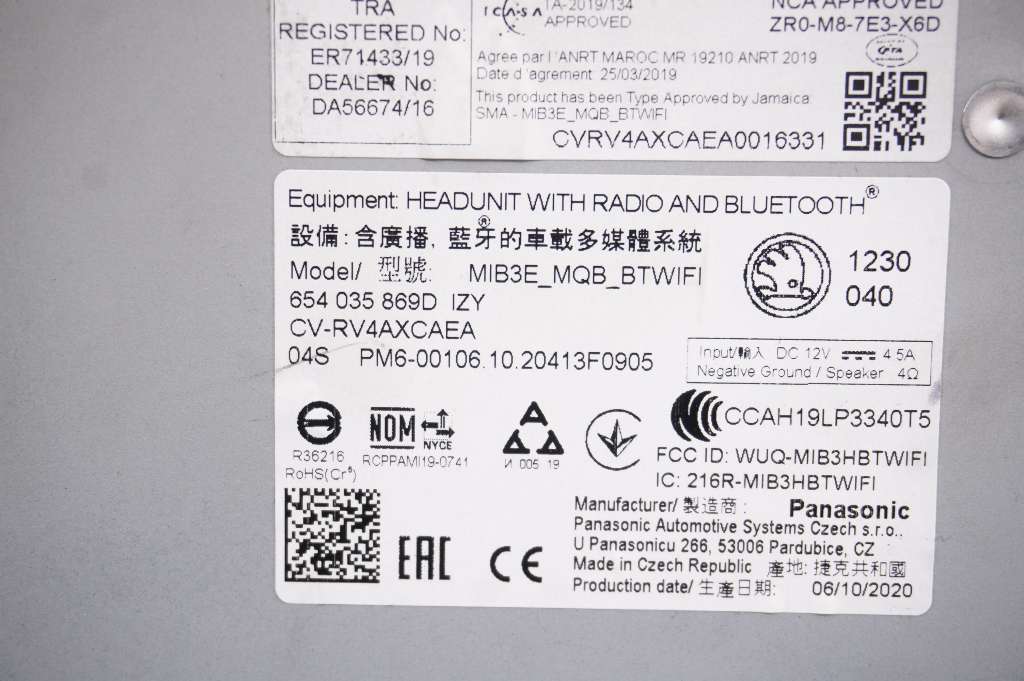 TRA
REGISTERED No:
ER71433/19
DEALER No:
DA56674/16
ICASA TA-2019/134
APPROVED
NCA APPROVED
ZR0-M8-7E3-X6D
Agree par l'ANRT MAROC MR 19210 ANRT 2019
Date d'agrement: 25/03/2019
This product has been Type Approved by Jamaica:
SMA - MIB3E_MQB_BTWIFI
CVRV4AXCAEA0016331
Equipment: HEADUNIT WITH RADIO AND BLUETOOTH®
設備:含廣播, 藍牙®的車載多媒體系統
Model/ 型號: MIB3E_MQB_BTWIFI
654 035 869D IZY
CV-RV4AXCAEA
04S PM6-00106.10.20413F0905
1230
040
Input/輸入 DC 12V 4.5A
Negative Ground / Speaker 4Ω
R36216
RoHS(Cr⁶)
NOM NYCE
RCPPAMI19-0741
И 005 19
CCAH19LP3340T5
FCC ID: WUQ-MIB3HBTWIFI
IC: 216R-MIB3HBTWIFI
EAC CE
Manufacturer/ 製造商: Panasonic
Panasonic Automotive Systems Czech s.r.o.,
U Panasonicu 266, 53006 Pardubice, CZ
Made in Czech Republic 產地: 捷克共和國
Production date/ 生產日期: 06/10/2020